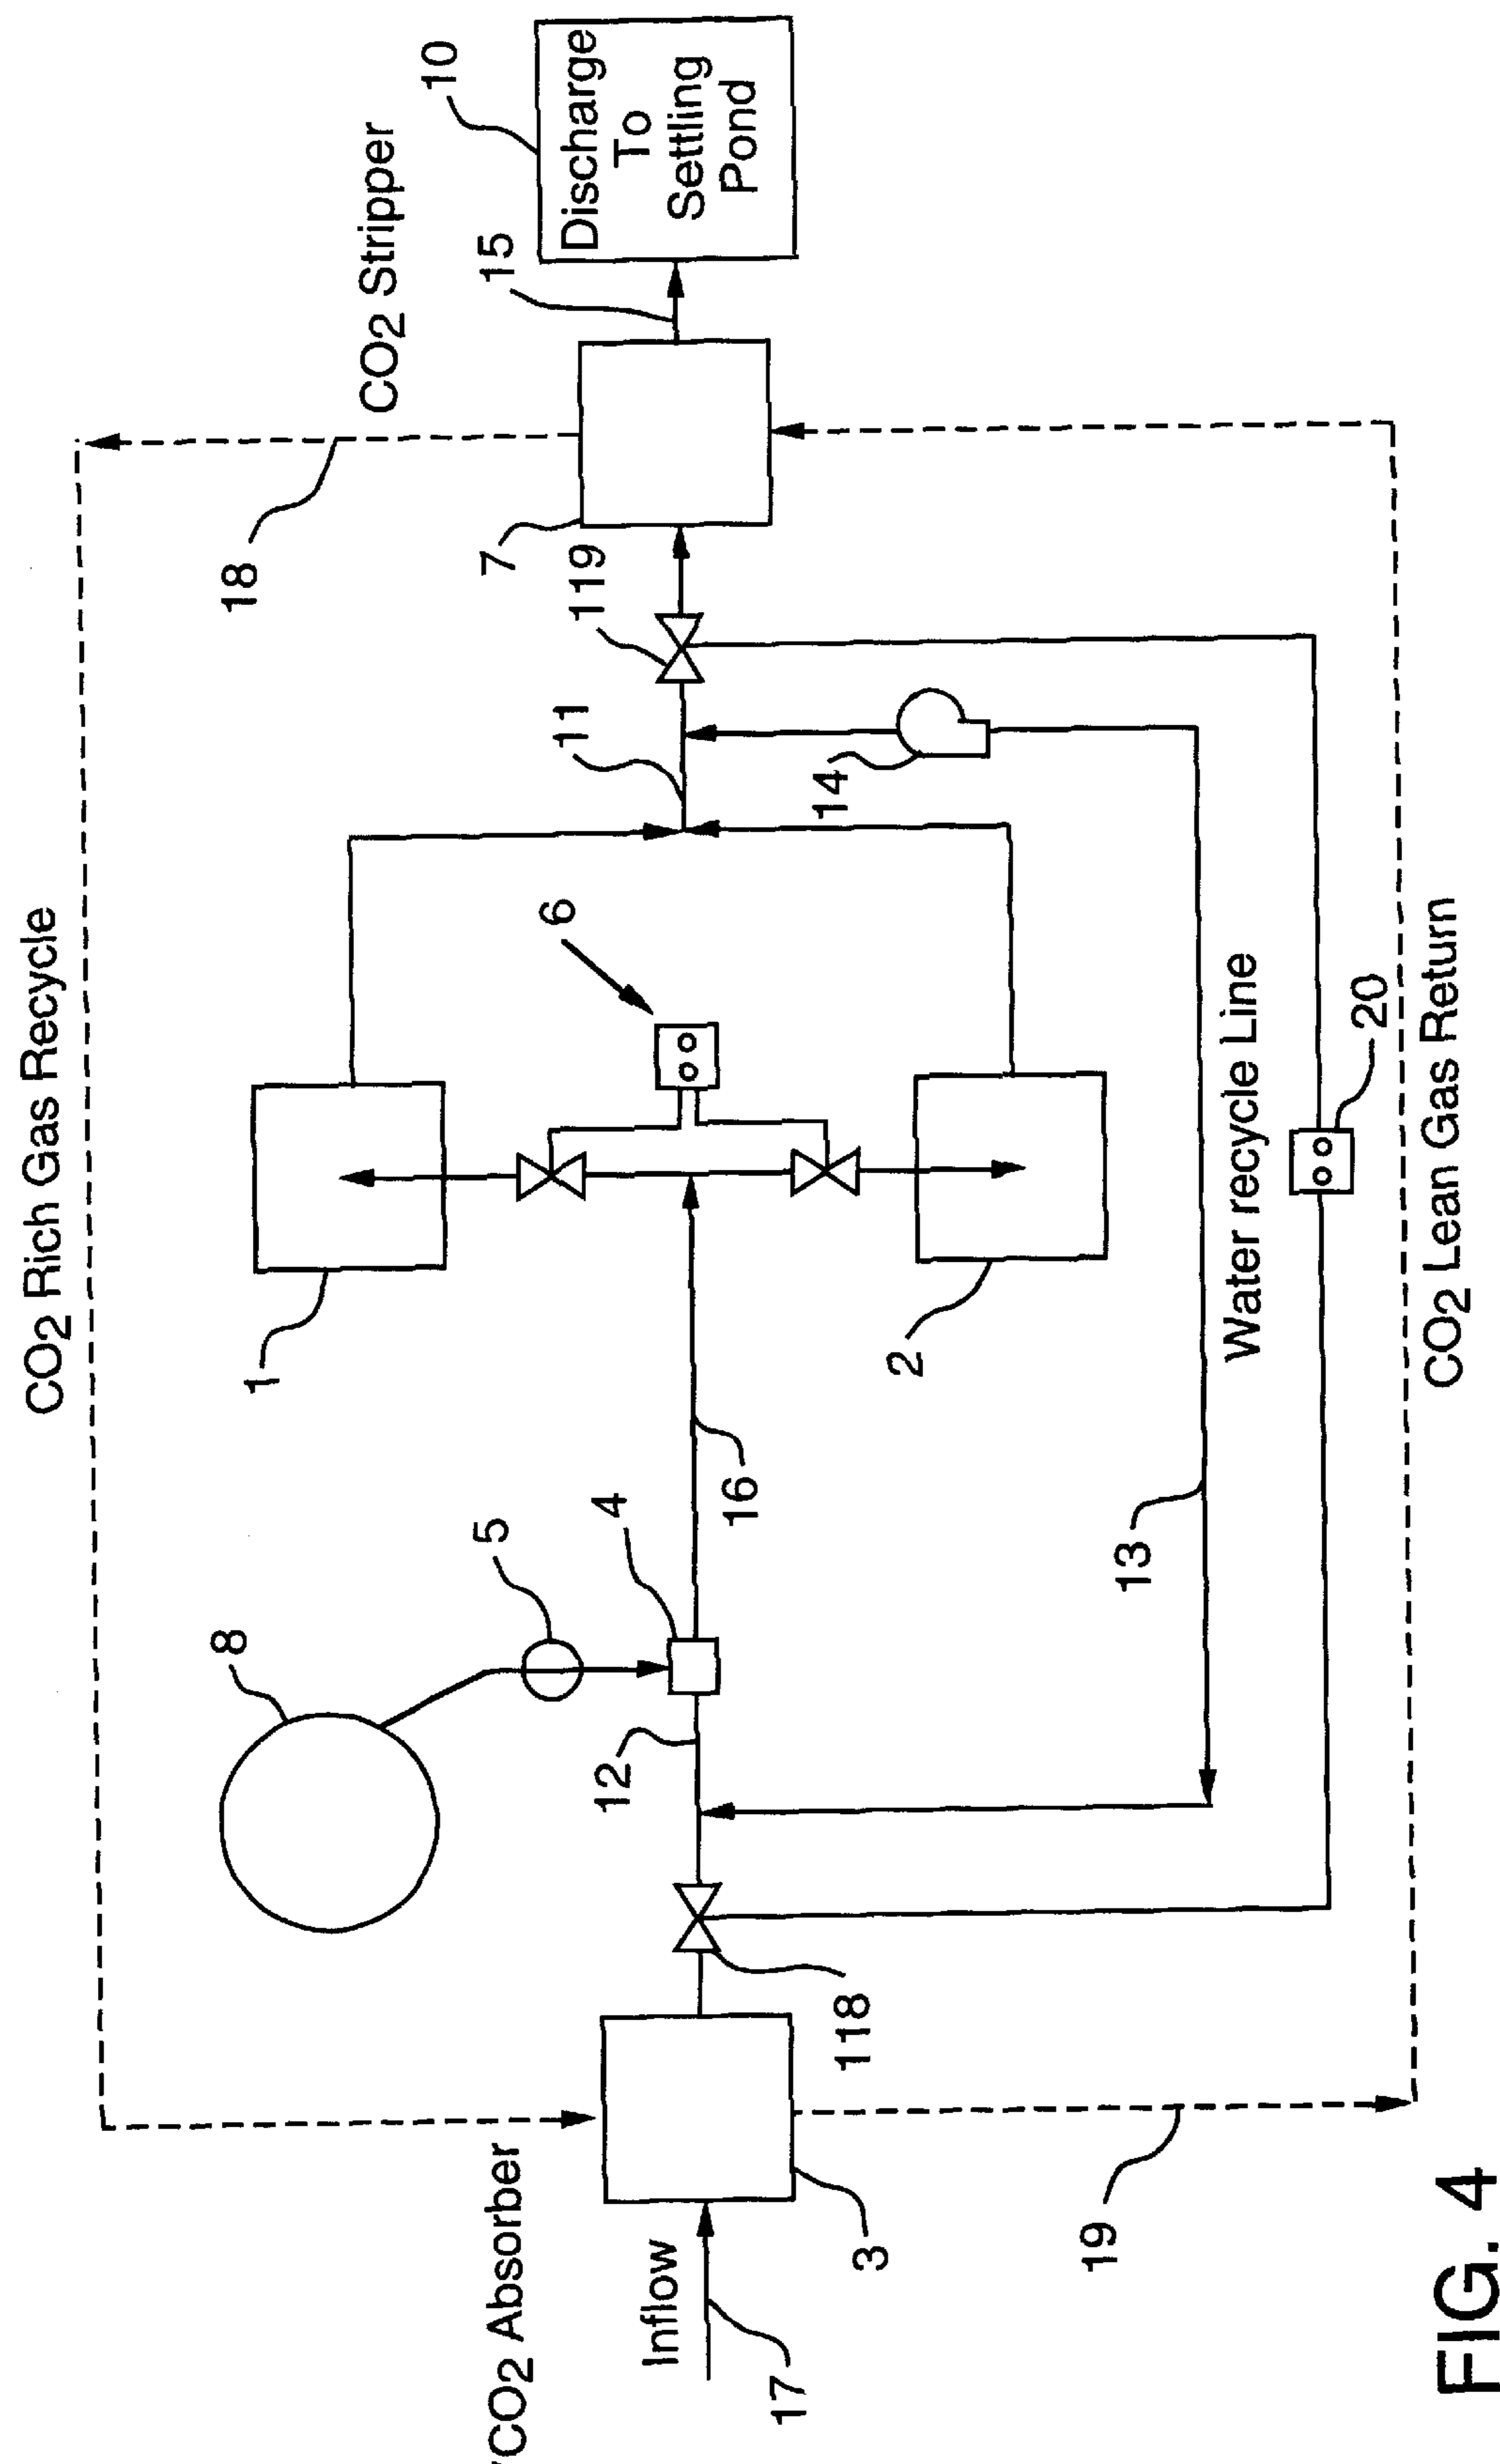 CO2 Rich Gas Recycle
CO2 Absorber
CO2 Stripper
18
8
5
4
1
6
11
119
7
15
10
Discharge
To
Settling
Pond
Inflow
17
3
118
12
16
2
14
13
Water recycle Line
19
20
CO2 Lean Gas Return
FIG. 4